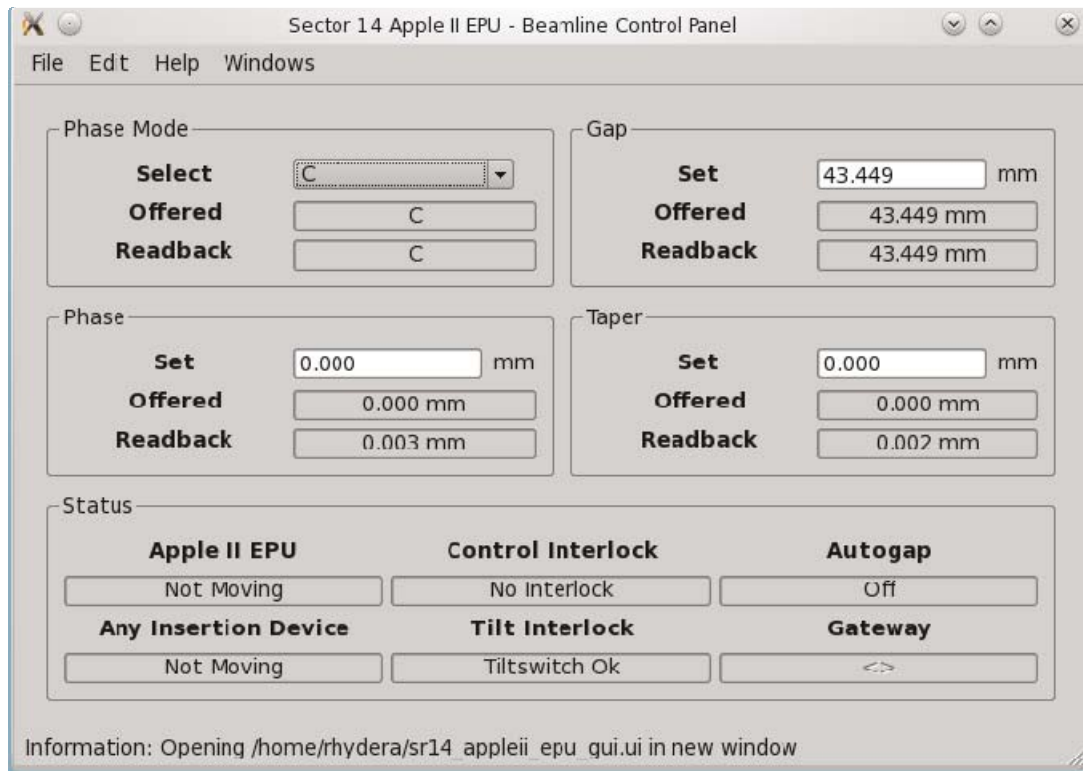 Sector 14 Apple II EPU - Beamline Control Panel
File Edit Help Windows
Phase Mode
Select C
Offered C
Readback C
Gap
Set 43.449 mm
Offered 43.449 mm
Readback 43.449 mm
Phase
Set 0.000 mm
Offered 0.000 mm
Readback 0.003 mm
Taper
Set 0.000 mm
Offered 0.000 mm
Readback 0.002 mm
Status
Apple II EPU Control Interlock Autogap
Not Moving No Interlock Off
Any Insertion Device Tilt Interlock Gateway
Not Moving Tiltswitch Ok <>
Information: Opening /home/rhydera/sr14_appleii_epu_gui.ui in new window